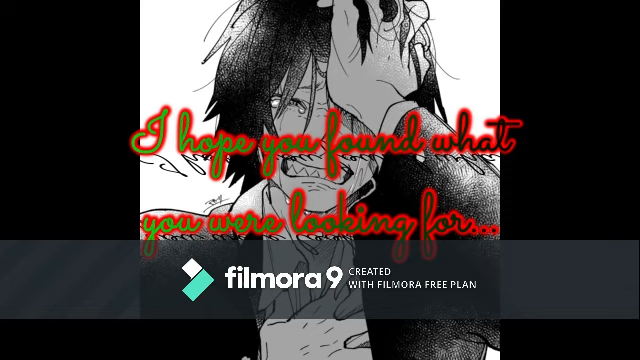 I hope you found what
you were looking for...
filmora 9
CREATED
WITH FILMORA FREE PLAN